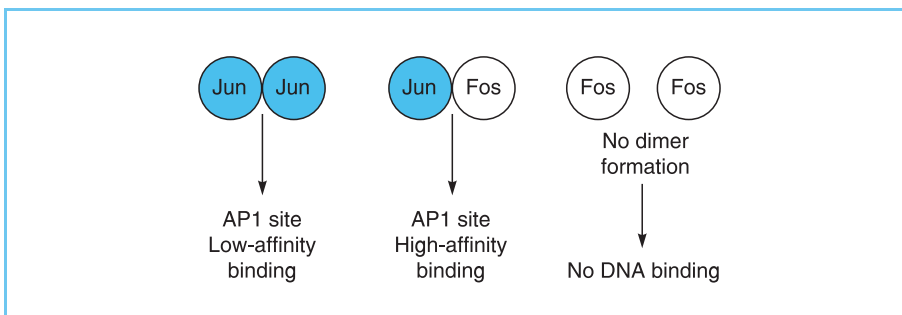 Jun Jun
Jun Fos
Fos Fos
AP1 site
Low-affinity
binding
AP1 site
High-affinity
binding
No dimer
formation
No DNA binding